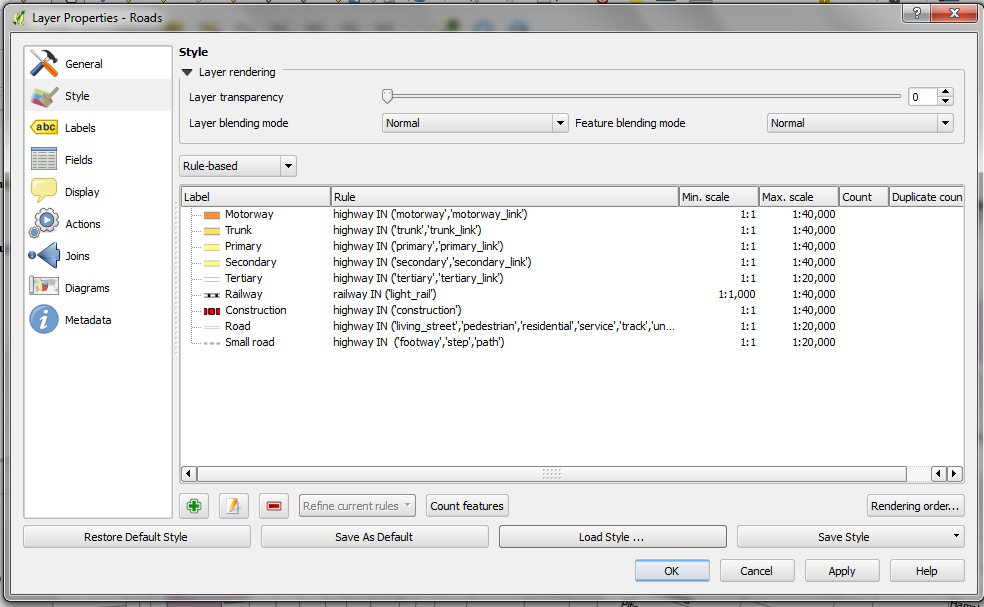 Layer Properties - Roads
General
Style
Labels
Fields
Display
Actions
Joins
Diagrams
Metadata
abc
Style
Layer rendering
Layer transparency 0
Layer blending mode Normal Feature blending mode Normal
Rule-based
Label Rule Min. scale Max. scale Count Duplicate coun
Motorway highway IN ('motorway','motorway_link') 1:1 1:40,000
Trunk highway IN ('trunk','trunk_link') 1:1 1:40,000
Primary highway IN ('primary','primary_link') 1:1 1:40,000
Secondary highway IN ('secondary','secondary_link') 1:1 1:40,000
Tertiary highway IN ('tertiary','tertiary_link') 1:1 1:20,000
Railway railway IN ('light_rail') 1:1,000 1:40,000
Construction highway IN ('construction') 1:1 1:40,000
Road highway IN ('living_street','pedestrian','residential','service','track','un... 1:1 1:20,000
Small road highway IN ('footway','step','path') 1:1 1:20,000
Refine current rules Count features Rendering order...
Restore Default Style Save As Default Load Style ... Save Style
OK Cancel Apply Help